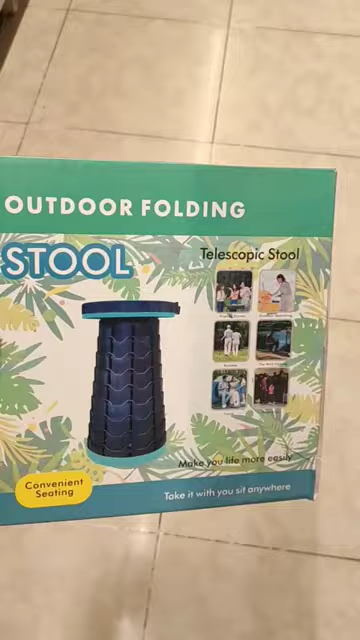 OUTDOOR FOLDING
STOOL
Telescopic Stool
Make you life more easily
Convenient
Seating
Take it with you sit anywhere